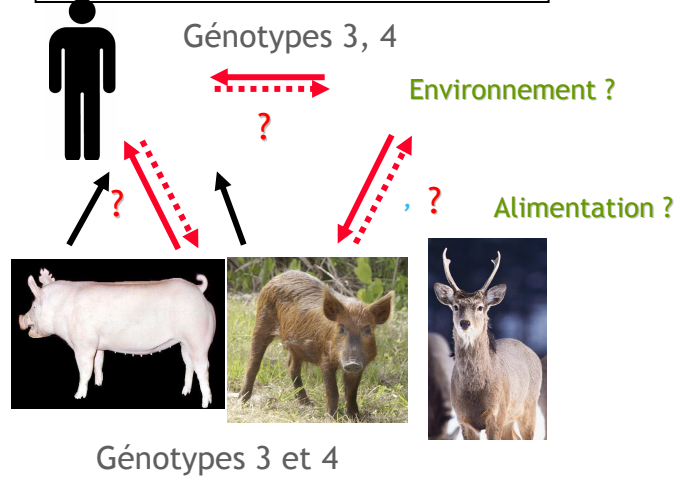 Génotypes 3, 4
Environnement ?
?
?
, ?
Alimentation ?
Génotypes 3 et 4